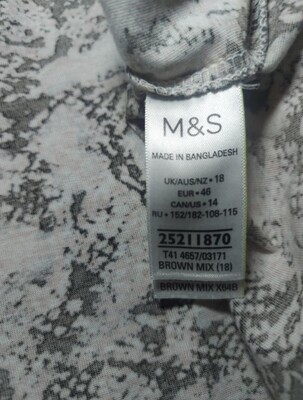 M&S
MADE IN BANGLADESH
UK/AUS/NZ • 18
EUR • 46
CAN/US • 14
RU • 152/182-108-115
25211870
T41 4657/03171
BROWN MIX (18)
BROWN MIX X64B